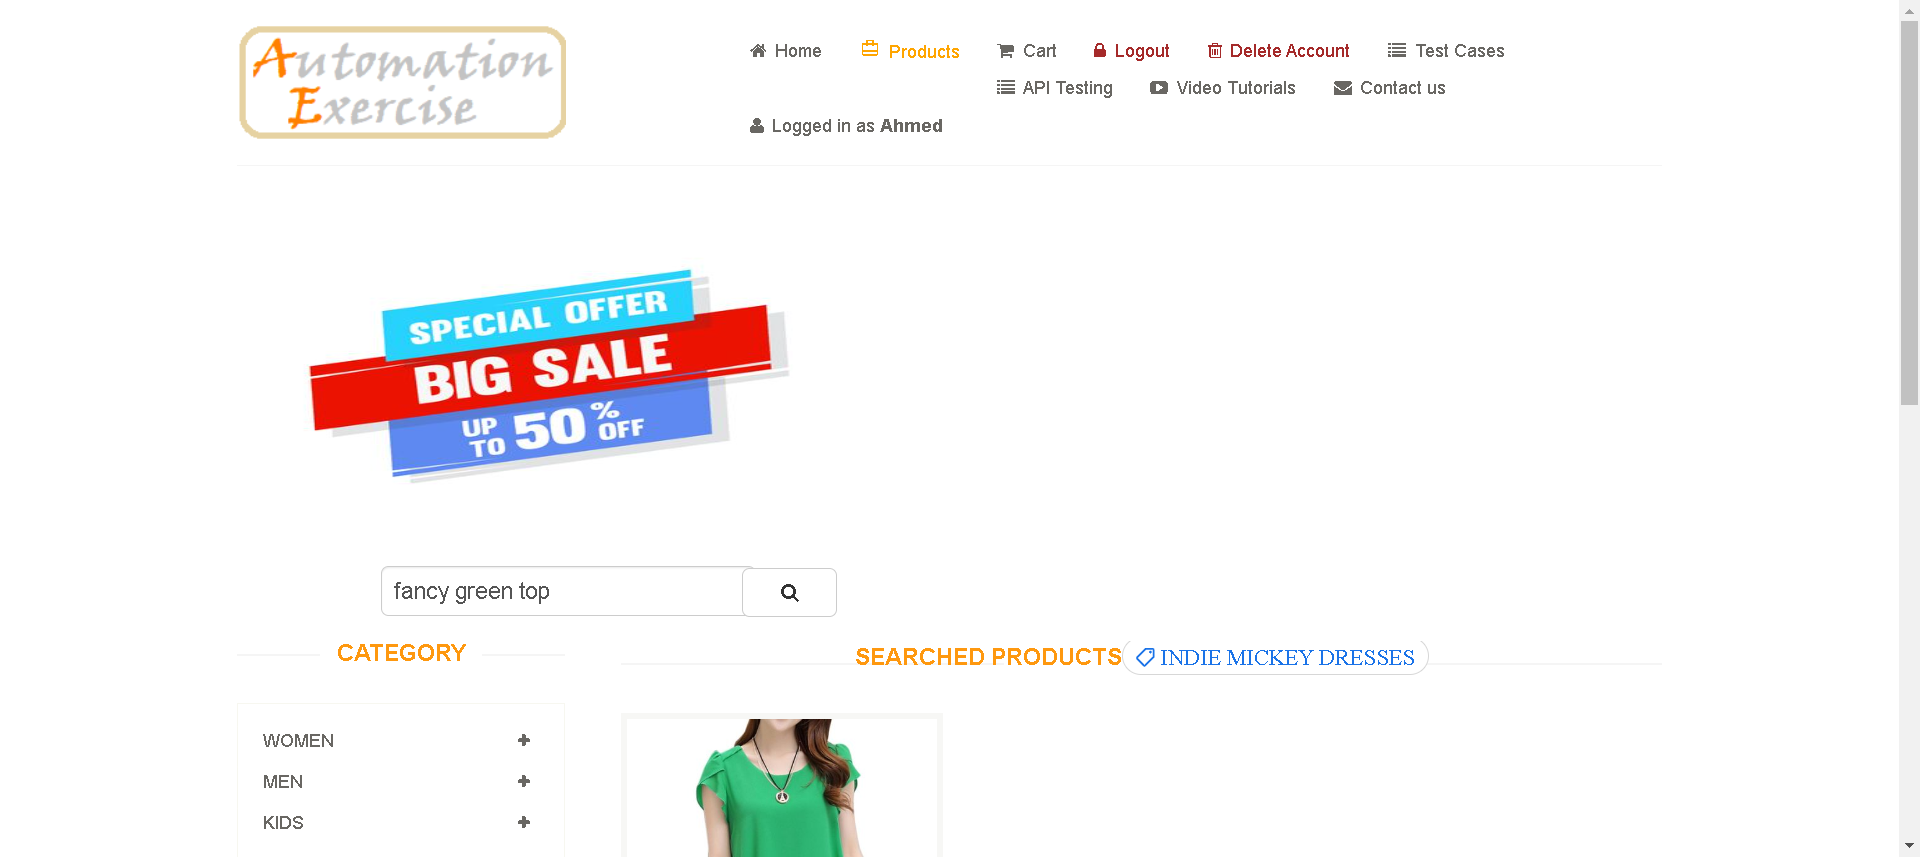 Automation
Exercise
Home
Products
Cart
Logout
Delete Account
Test Cases
API Testing
Video Tutorials
Contact us
Logged in as Ahmed
SPECIAL OFFER
BIG SALE
UP TO 50% OFF
fancy green top
CATEGORY
SEARCHED PRODUCTS
INDIE MICKEY DRESSES
WOMEN
MEN
KIDS